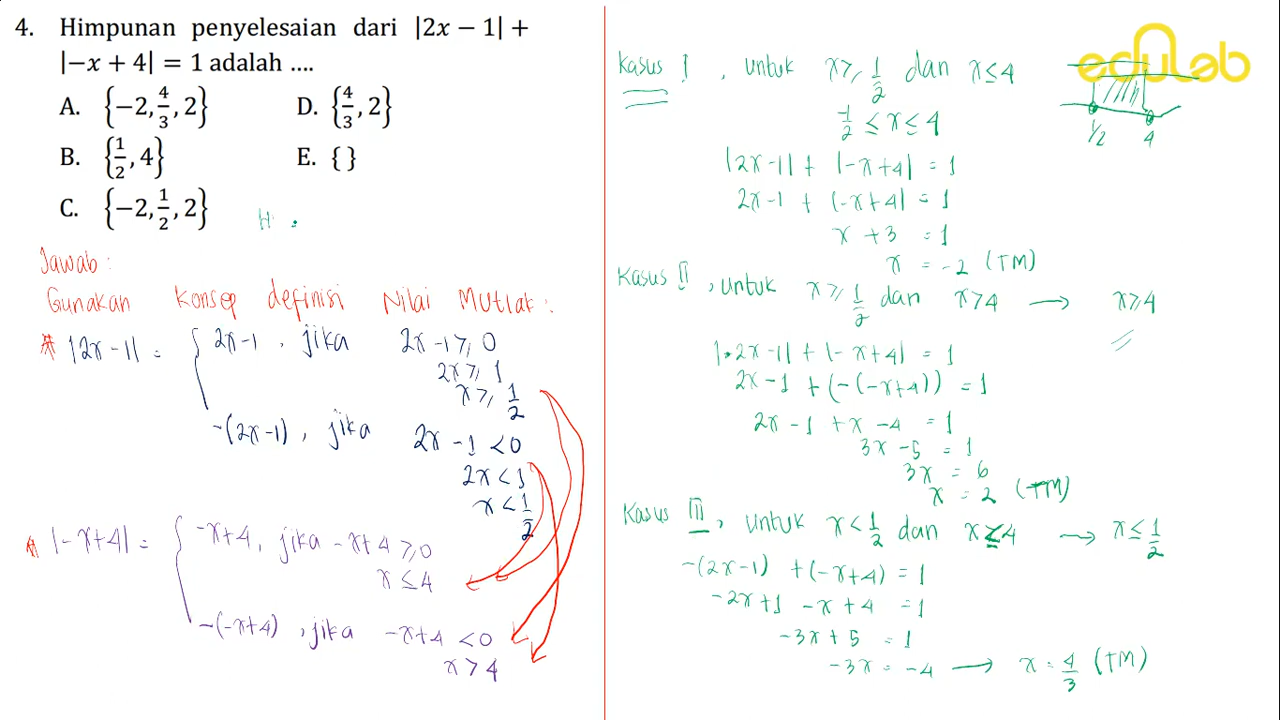 4. Himpunan penyelesaian dari |2x − 1| +
|−x + 4| = 1 adalah ....
A. {−2, 4/3, 2} D. {4/3, 2}
B. {1/2, 4} E. { }
C. {−2, 1/2, 2}
H
Jawab :
Gunakan Konsep definisi Nilai Mutlak :
|2x - 1| = { 2x - 1 , jika 2x - 1 ≥ 0
2x ≥ 1
x ≥ 1/2
-(2x-1) , jika 2x - 1 < 0
2x < 1
x < 1/2
|-x+4| = { -x+4, jika -x+4 ≥ 0
x ≤ 4
-(-x+4) , jika -x+4 < 0
x > 4
edulab
Kasus I , untuk x ≥ 1/2 dan x ≤ 4
1/2 ≤ x ≤ 4
1/2 4
|2x-1| + |-x+4| = 1
2x-1 + (-x+4) = 1
x + 3 = 1
x = -2 (TM)
Kasus II , untuk x ≥ 1/2 dan x > 4 → x ≥ 4
|2x-1| + |-x+4| = 1
2x - 1 + (-(-x+4)) = 1
2x - 1 + x - 4 = 1
3x - 5 = 1
3x = 6
x = 2 (TM)
Kasus III , untuk x < 1/2 dan x ≤ 4 → x ≤ 1/2
-(2x-1) + (-x+4) = 1
-2x+1 - x + 4 = 1
-3x + 5 = 1
-3x = -4 → x = 4/3 (TM)